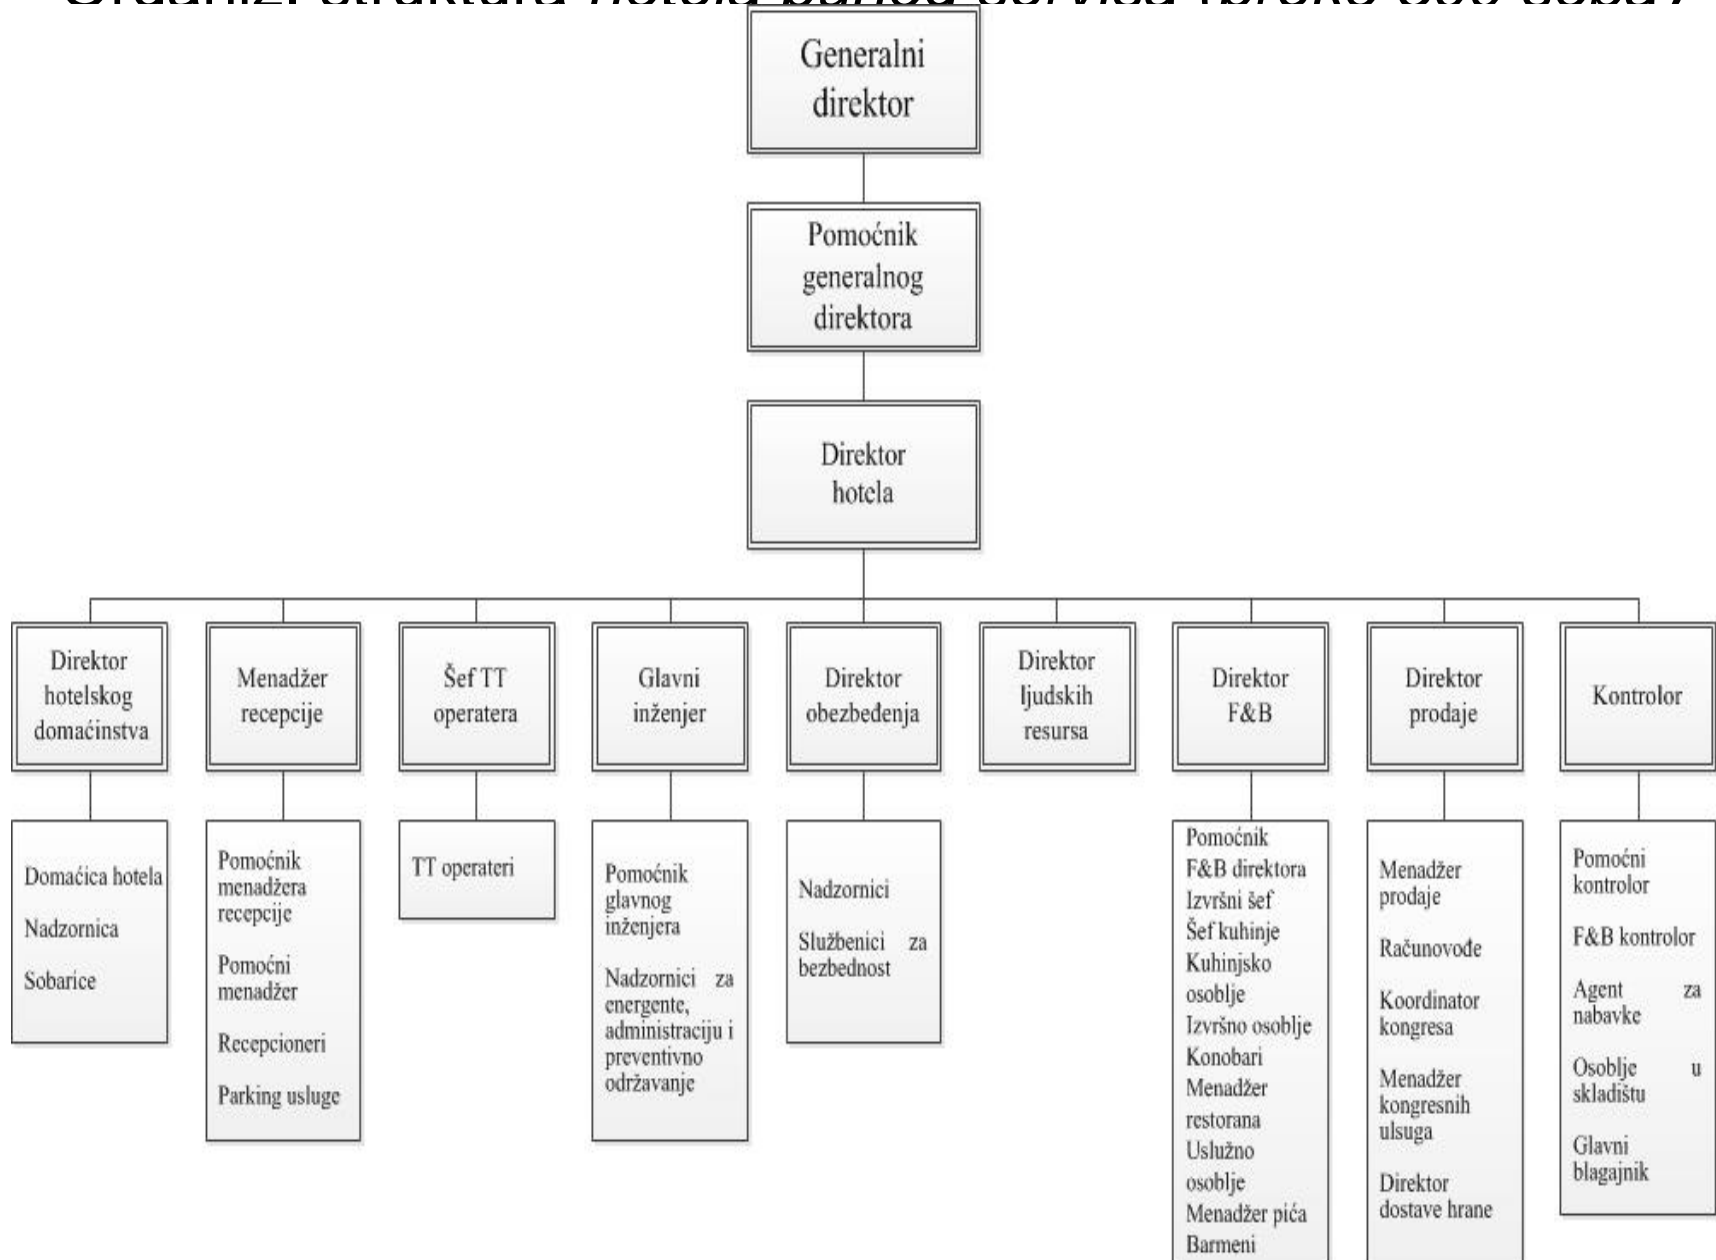 Generalni
direktor
Pomoćnik
generalnog
direktora
Direktor
hotela
Direktor
hotelskog
domaćinstva
Menadžer
recepcije
Šef TT
operatera
Glavni
inženjer
Direktor
obezbeđenja
Direktor
ljudskih
resursa
Direktor
F&B
Direktor
prodaje
Kontrolor
Domaćica hotela
Nadzornica
Sobarice
Pomoćnik
menadžera
recepcije
Pomoćni
menadžer
Recepcioneri
Parking usluge
TT operateri
Pomoćnik
glavnog
inženjera
Nadzornici za
energente,
administraciju i
preventivno
održavanje
Nadzornici
Službenici za
bezbednost
Pomoćnik
F&B direktora
Izvršni šef
Šef kuhinje
Kuhinjsko
osoblje
Izvršno osoblje
Konobari
Menadžer
restorana
Uslužno
osoblje
Menadžer pića
Barmeni
Menadžer
prodaje
Računovođe
Koordinator
kongresa
Menadžer
kongresnih
ulsuga
Direktor
dostave hrane
Pomoćni
kontrolor
F&B kontrolor
Agent za
nabavke
Osoblje u
skladištu
Glavni
blagajnik